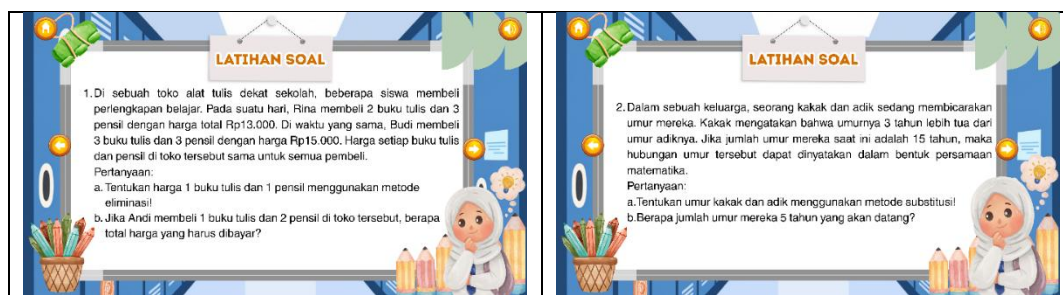 LATIHAN SOAL
1. Di sebuah toko alat tulis dekat sekolah, beberapa siswa membeli
perlengkapan belajar. Pada suatu hari, Rina membeli 2 buku tulis dan 3
pensil dengan harga total Rp13.000. Di waktu yang sama, Budi membeli
3 buku tulis dan 3 pensil dengan harga Rp15.000. Harga setiap buku tulis
dan pensil di toko tersebut sama untuk semua pembeli.
Pertanyaan:
a. Tentukan harga 1 buku tulis dan 1 pensil menggunakan metode
eliminasi!
b. Jika Andi membeli 1 buku tulis dan 2 pensil di toko tersebut, berapa
total harga yang harus dibayar?
LATIHAN SOAL
2. Dalam sebuah keluarga, seorang kakak dan adik sedang membicarakan
umur mereka. Kakak mengatakan bahwa umurnya 3 tahun lebih tua dari
umur adiknya. Jika jumlah umur mereka saat ini adalah 15 tahun, maka
hubungan umur tersebut dapat dinyatakan dalam bentuk persamaan
matematika.
Pertanyaan:
a. Tentukan umur kakak dan adik menggunakan metode substitusi!
b. Berapa jumlah umur mereka 5 tahun yang akan datang?